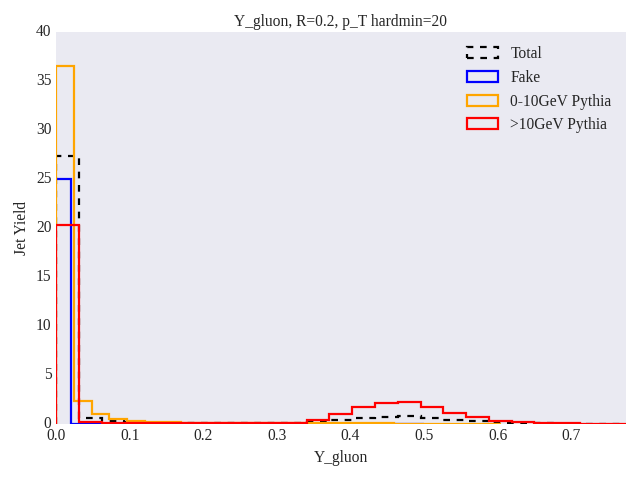 Y_gluon, R=0.2, p_T hardmin=20
40
35
30
25
20
15
10
5
0
Jet Yield
Total
Fake
0-10GeV Pythia
>10GeV Pythia
0.0 0.1 0.2 0.3 0.4 0.5 0.6 0.7
Y_gluon